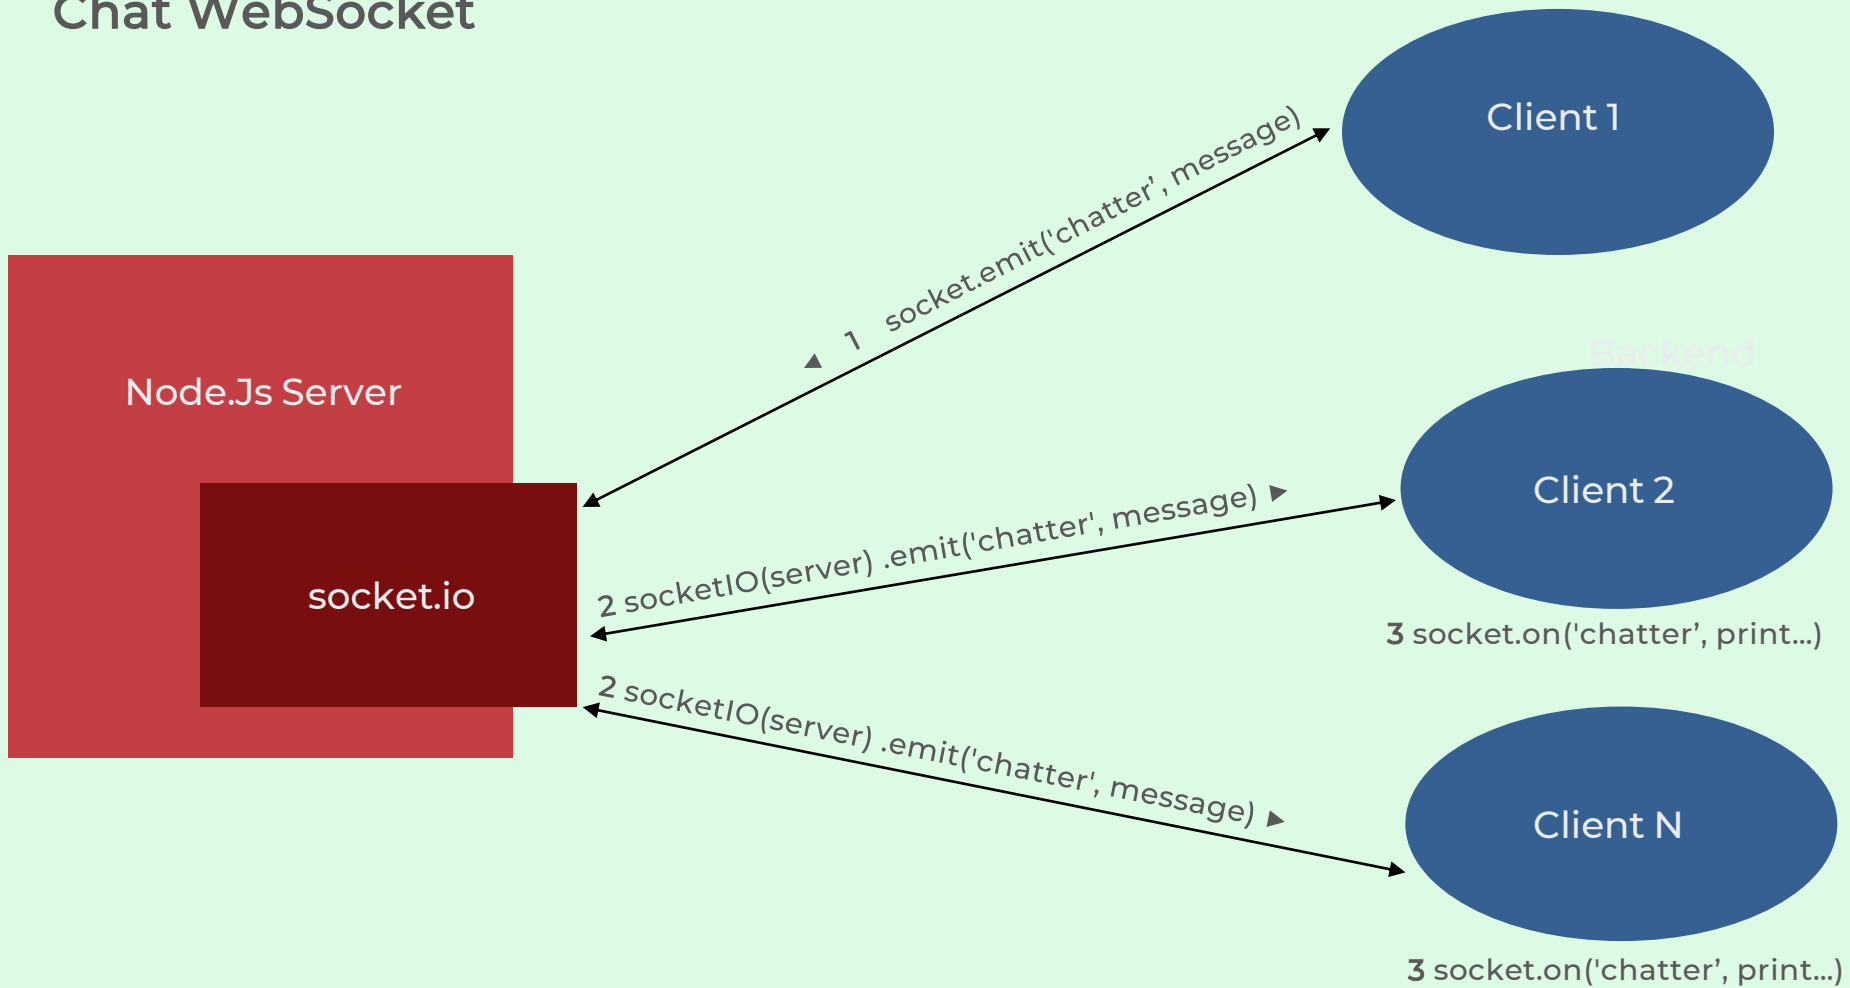 Chat WebSocket
Client 1
1 socket.emit('chatter’, message)
Backend
Node.Js Server
Client 2
2 socketIO(server) .emit('chatter', message)
socket.io
3 socket.on('chatter’, print...)
2 socketIO(server) .emit('chatter', message)
Client N
3 socket.on('chatter’, print...)